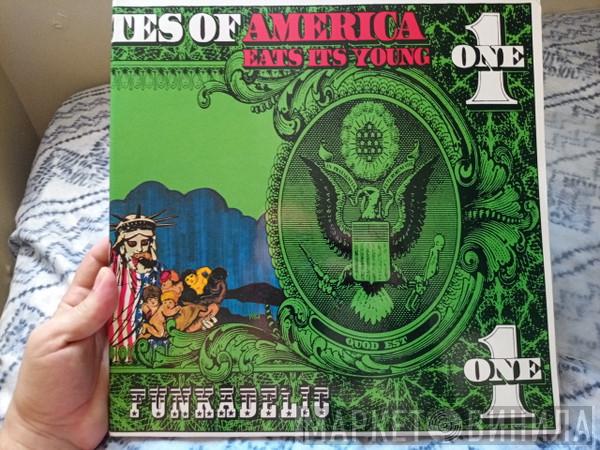 TES OF AMERICA
EATS ITS YOUNG
1
ONE
QUOD EST
1
ONE
FUNKADELIC
МАРКЕТ ВИНИЛА